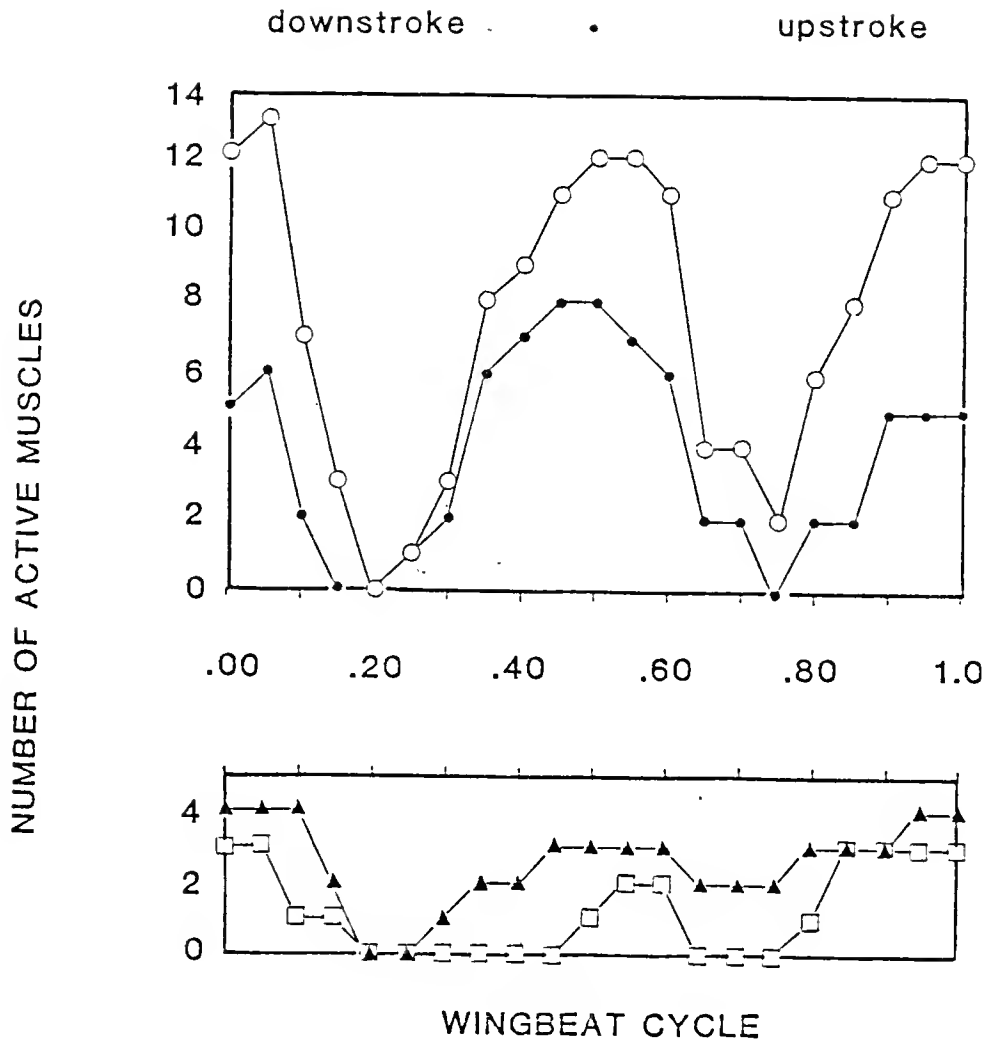 downstroke upstroke
14
12
10
8
6
4
2
0
.00 .20 .40 .60 .80 1.0
4
2
0
NUMBER OF ACTIVE MUSCLES
WINGBEAT CYCLE